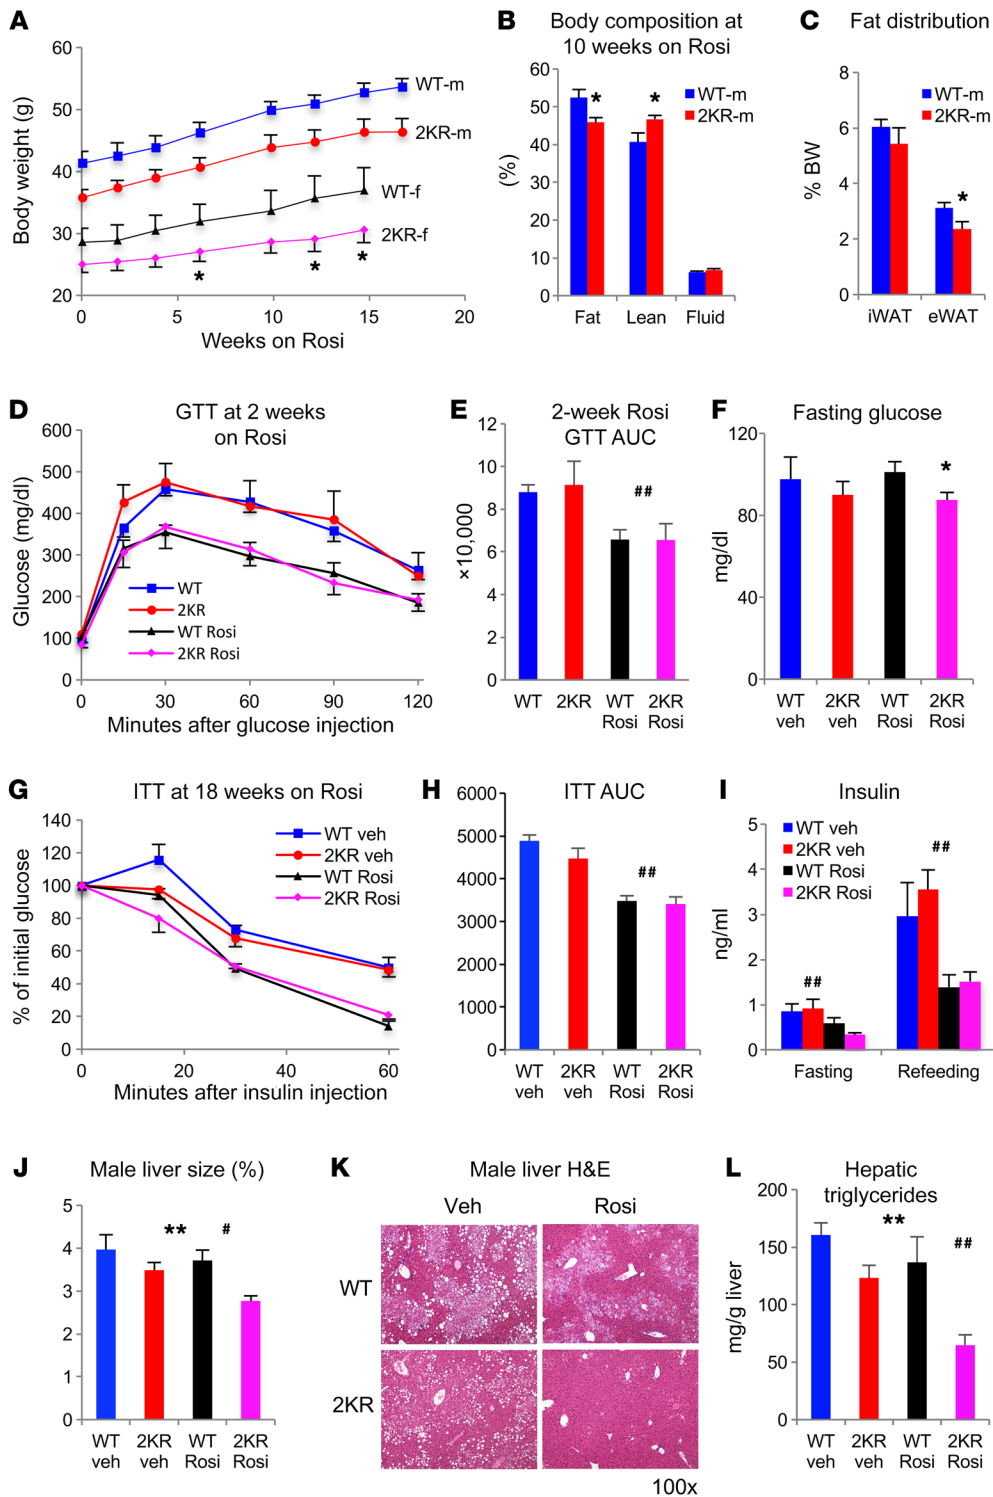 A
60
50
40
30
20
Body weight (g)
WT-m
2KR-m
WT-f
2KR-f
*
*
*
0
5
10
15
20
Weeks on Rosi
B
Body composition at
10 weeks on Rosi
60
50
40
30
20
10
0
(%)
*
*
WT-m
2KR-m
Fat
Lean
Fluid
C
Fat distribution
8
6
4
2
0
% BW
WT-m
2KR-m
*
iWAT
eWAT
D
GTT at 2 weeks
on Rosi
600
500
400
300
200
100
0
Glucose (mg/dl)
WT
2KR
WT Rosi
2KR Rosi
0
30
60
90
120
Minutes after glucose injection
E
2-week Rosi
GTT AUC
12
10
8
6
4
2
0
×10,000
##
WT
2KR
WT
Rosi
2KR
Rosi
F
Fasting glucose
120
80
40
0
mg/dl
*
WT
veh
2KR
veh
WT
Rosi
2KR
Rosi
G
ITT at 18 weeks on Rosi
140
120
100
80
60
40
20
0
% of initial glucose
WT veh
2KR veh
WT Rosi
2KR Rosi
0
20
40
60
Minutes after insulin injection
H
ITT AUC
6000
5000
4000
3000
2000
1000
0
##
WT
veh
2KR
veh
WT
Rosi
2KR
Rosi
I
Insulin
5
4
3
2
1
0
ng/ml
WT veh
2KR veh
WT Rosi
2KR Rosi
##
##
Fasting
Refeeding
J
Male liver size (%)
5
4
3
2
1
0
**
#
WT
veh
2KR
veh
WT
Rosi
2KR
Rosi
K
Male liver H&E
Veh
Rosi
WT
2KR
100x
L
Hepatic
triglycerides
200
150
100
50
0
mg/g liver
**
##
WT
veh
2KR
veh
WT
Rosi
2KR
Rosi